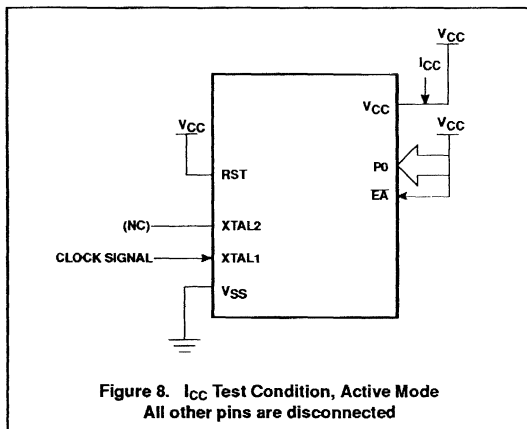 VCC
ICC
VCC
VCC
VCC
P0
RST
EA
(NC)
XTAL2
CLOCK SIGNAL
XTAL1
VSS
Figure 8. ICC Test Condition, Active Mode
All other pins are disconnected